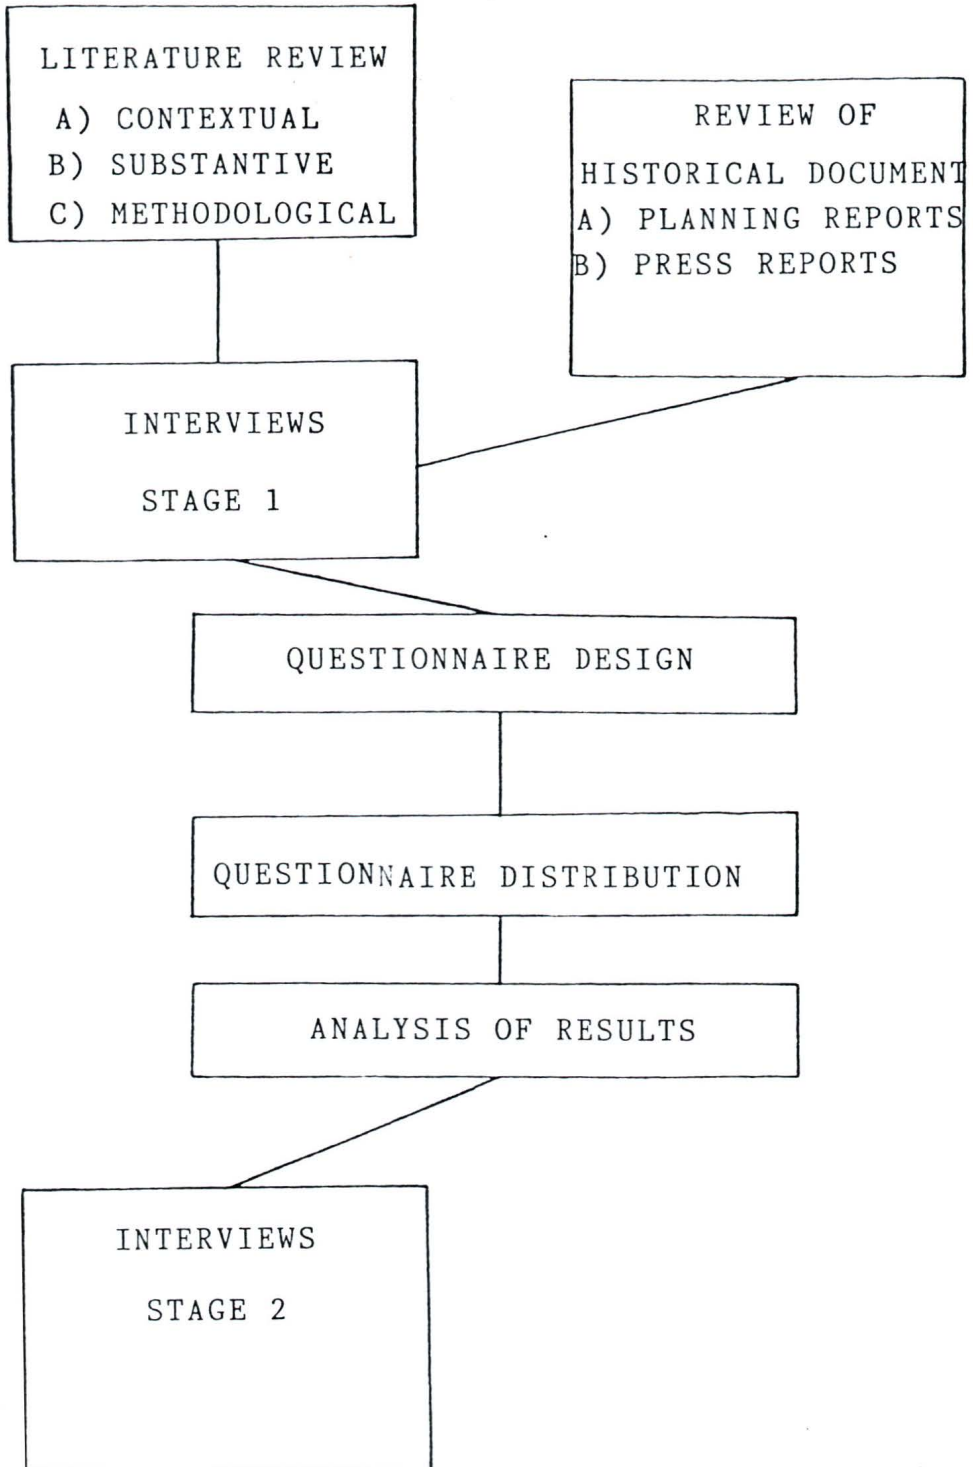 LITERATURE REVIEW
A) CONTEXTUAL
B) SUBSTANTIVE
C) METHODOLOGICAL
REVIEW OF
HISTORICAL DOCUMENT
A) PLANNING REPORTS
B) PRESS REPORTS
INTERVIEWS
STAGE 1
QUESTIONNAIRE DESIGN
QUESTIONNAIRE DISTRIBUTION
ANALYSIS OF RESULTS
INTERVIEWS
STAGE 2